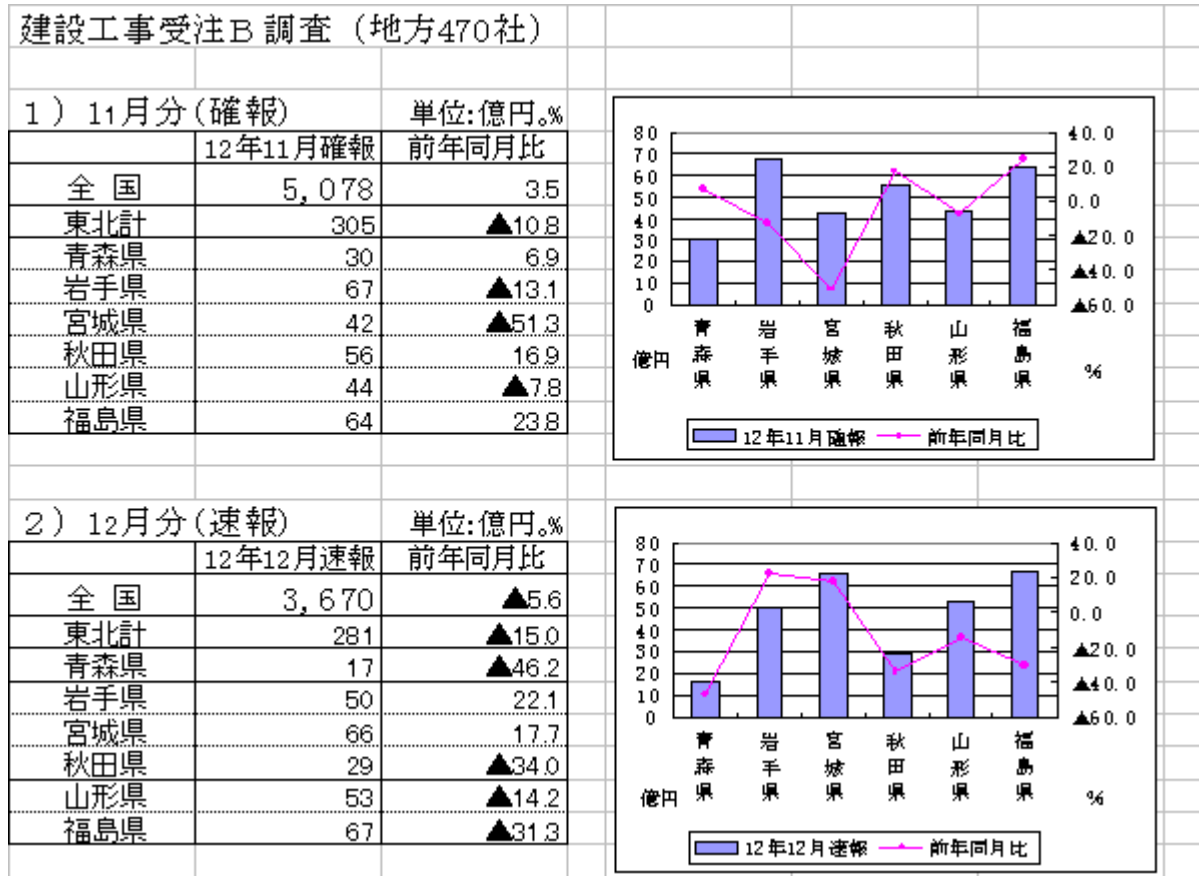 建設工事受注B調査（地方470社）
1）11月分(確報) 単位:億円。%
12年11月確報 前年同月比
全国 5,078 3.5
東北計 305 ▲10.8
青森県 30 6.9
岩手県 67 ▲13.1
宮城県 42 ▲51.3
秋田県 56 16.9
山形県 44 ▲7.8
福島県 64 23.8
80 40.0
70
60 20.0
50 0.0
40
30 ▲20.0
20
10 ▲40.0
0 ▲60.0
青森県 岩手県 宮城県 秋田県 山形県 福島県
億円 %
12年11月確報 前年同月比
2）12月分(速報) 単位:億円。%
12年12月速報 前年同月比
全国 3,670 ▲5.6
東北計 281 ▲15.0
青森県 17 ▲46.2
岩手県 50 22.1
宮城県 66 17.7
秋田県 29 ▲34.0
山形県 53 ▲14.2
福島県 67 ▲31.3
80 40.0
70
60 20.0
50 0.0
40
30 ▲20.0
20
10 ▲40.0
0 ▲60.0
青森県 岩手県 宮城県 秋田県 山形県 福島県
億円 %
12年12月速報 前年同月比